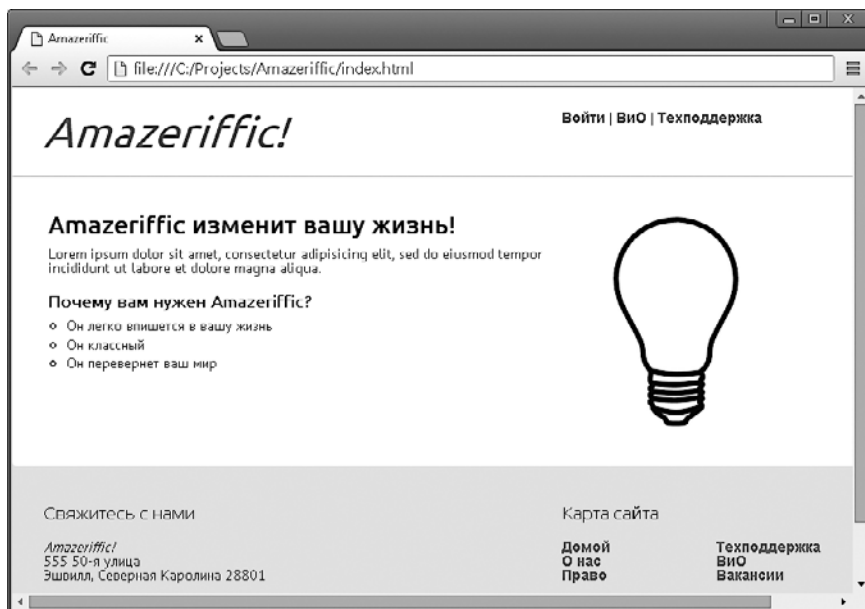 Amazeriffic
file:///C:/Projects/Amazeriffic/index.html
Amazeriffic!
Войти | ВиО | Техподдержка
Amazeriffic изменит вашу жизнь!
Lorem ipsum dolor sit amet, consectetur adipisicing elit, sed do eiusmod tempor
incididunt ut labore et dolore magna aliqua.
Почему вам нужен Amazeriffic?
Он легко впишется в вашу жизнь
Он классный
Он перевернет ваш мир
Свяжитесь с нами
Amazeriffic!
555 50-я улица
Эшвилл, Северная Каролина 28801
Карта сайта
Домой
О нас
Право
Техподдержка
ВиО
Вакансии